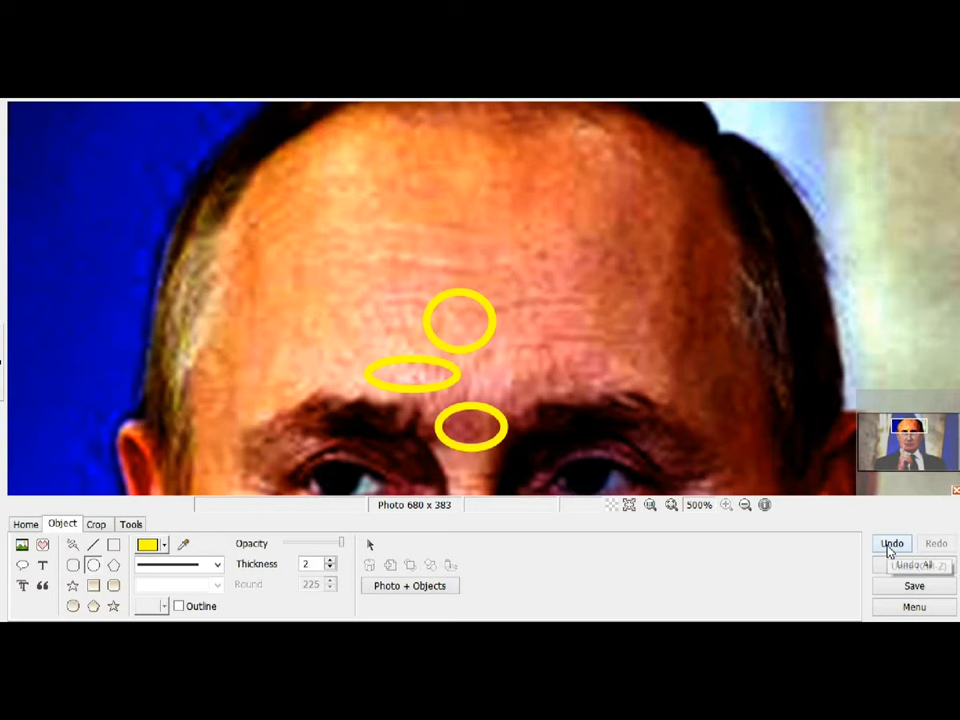 Photo 680 x 383
500%
Home Object Crop Tools
Opacity
Undo Redo
Thickness 2
Undo All
Round 225
Photo + Objects
Save
Outline
Menu